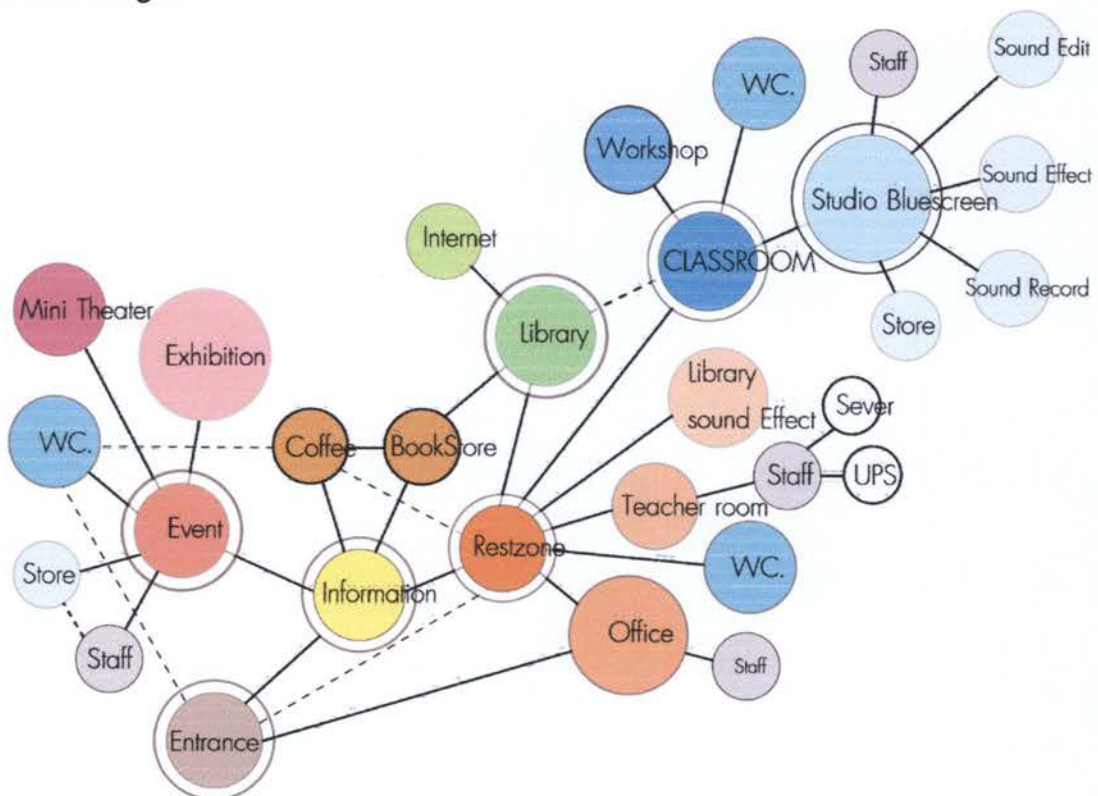 Sound Edit
Staff
WC.
Workshop
Sound Effect
Studio Bluescreen
Internet
CLASSROOM
Sound Record
Mini Theater
Store
Library
Exhibition
Library
sound Effect
Sever
WC.
Coffee
BookStore
Staff
UPS
Teacher room
Event
Restzone
WC.
Store
Information
Office
Staff
Staff
Entrance